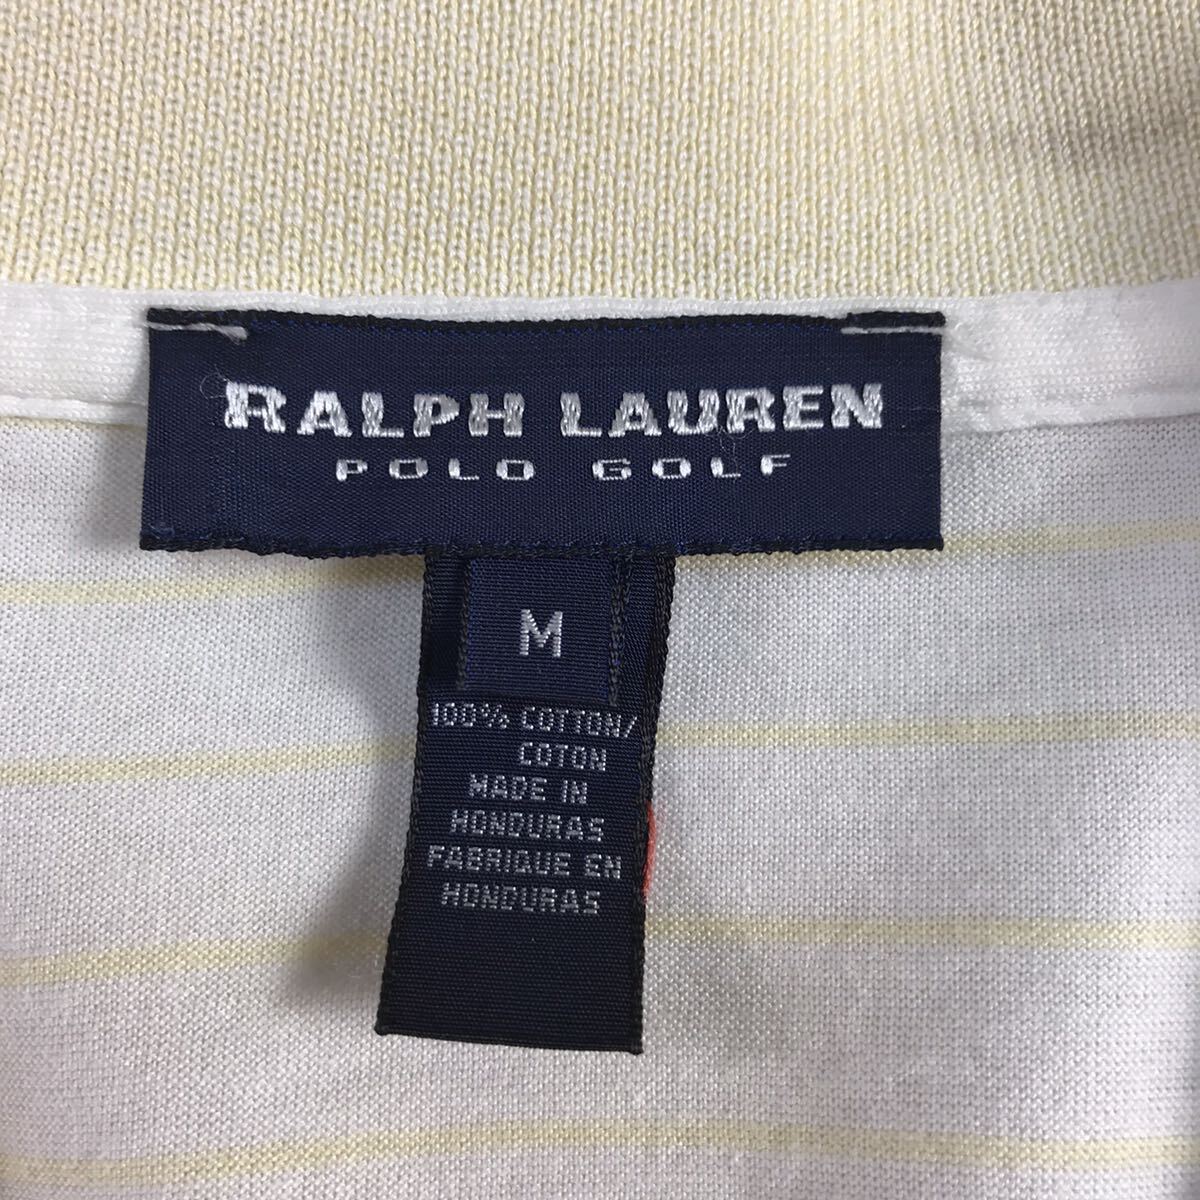 RALPH LAUREN
POLO GOLF
M
100% COTTON/
COTON
MADE IN
HONDURAS
FABRIQUE EN
HONDURAS